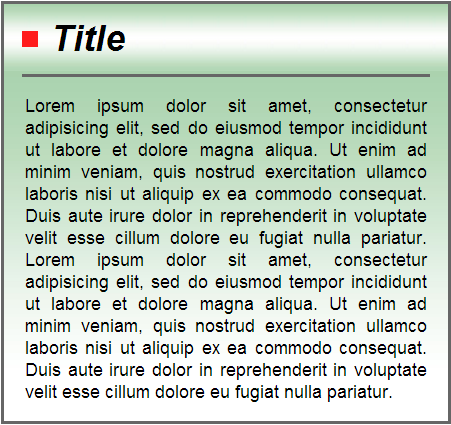 Title
Lorem ipsum dolor sit amet, consectetur
adipisicing elit, sed do eiusmod tempor incididunt
ut labore et dolore magna aliqua. Ut enim ad
minim veniam, quis nostrud exercitation ullamco
laboris nisi ut aliquip ex ea commodo consequat.
Duis aute irure dolor in reprehenderit in voluptate
velit esse cillum dolore eu fugiat nulla pariatur.
Lorem ipsum dolor sit amet, consectetur
adipisicing elit, sed do eiusmod tempor incididunt
ut labore et dolore magna aliqua. Ut enim ad
minim veniam, quis nostrud exercitation ullamco
laboris nisi ut aliquip ex ea commodo consequat.
Duis aute irure dolor in reprehenderit in voluptate
velit esse cillum dolore eu fugiat nulla pariatur.